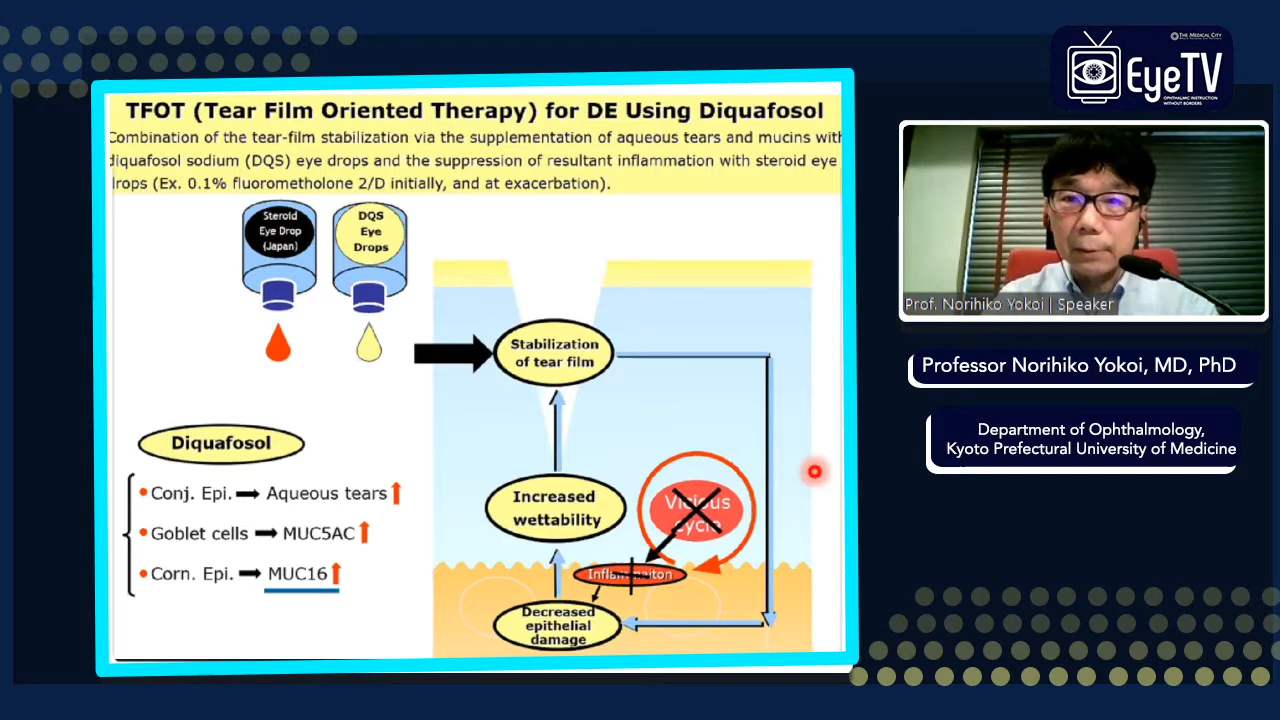 TFOT (Tear Film Oriented Therapy) for DE Using Diquafosol
Combination of the tear-film stabilization via the supplementation of aqueous tears and mucins with
diquafosol sodium (DQS) eye drops and the suppression of resultant inflammation with steroid eye
drops (Ex. 0.1% fluorometholone 2/D initially, and at exacerbation).
Steroid
Eye Drop
(Japan)
DQS
Eye
Drops
Stabilization
of tear film
Diquafosol
Conj. Epi. → Aqueous tears ↑
Goblet cells → MUC5AC ↑
Corn. Epi. → MUC16 ↑
Increased
wettability
Vicious
cycle
Inflammaiton
Decreased
epithelial
damage
THE MEDICAL CITY
EyeTV
OPHTHALMIC INSTRUCTION
WITHOUT BORDERS
Prof. Norihiko Yokoi | Speaker
Professor Norihiko Yokoi, MD, PhD
Department of Ophthalmology,
Kyoto Prefectural University of Medicine